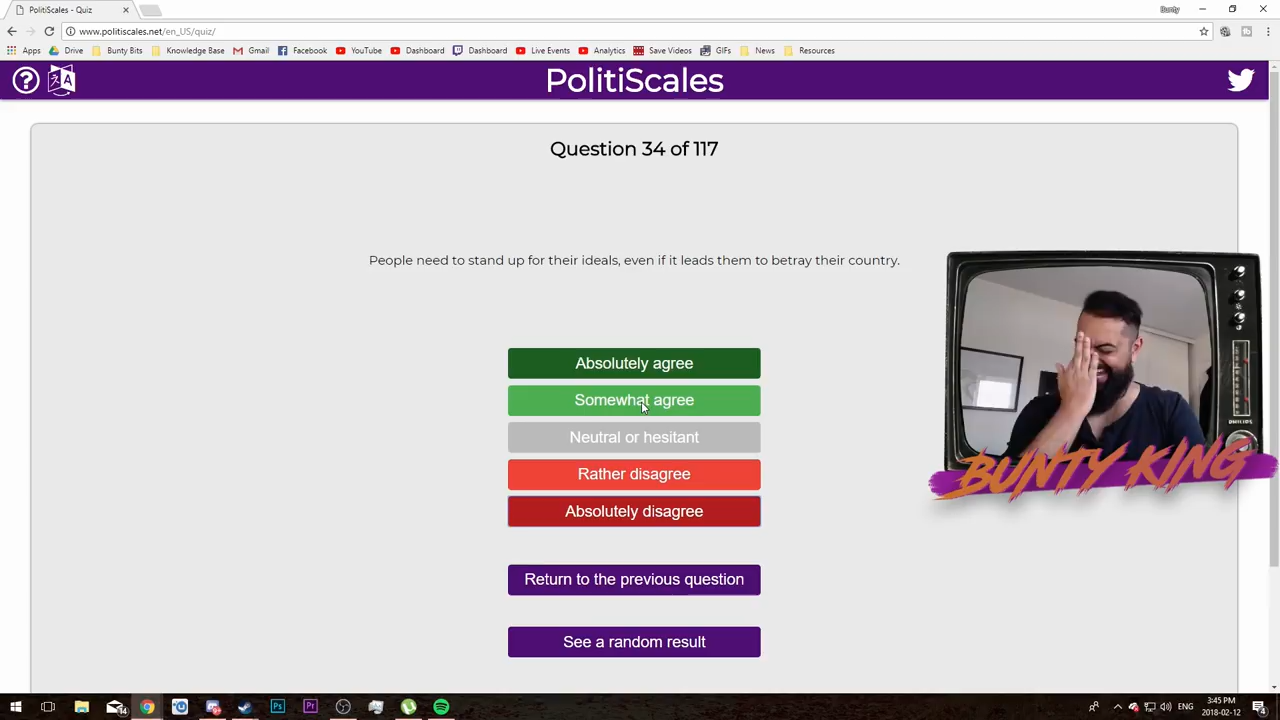 PolitiScales - Quiz
Bunty
www.politiscales.net/en_US/quiz/
Apps Drive Bunty Bits Knowledge Base Gmail Facebook YouTube Dashboard Dashboard Live Events Analytics Save Videos GIFs News Resources
PolitiScales
Question 34 of 117
People need to stand up for their ideals, even if it leads them to betray their country.
Absolutely agree
Somewhat agree
Neutral or hesitant
Rather disagree
Absolutely disagree
Return to the previous question
See a random result
PHILIPS
BUNTY KING
14
ENG
3:45 PM
2018-02-12
4